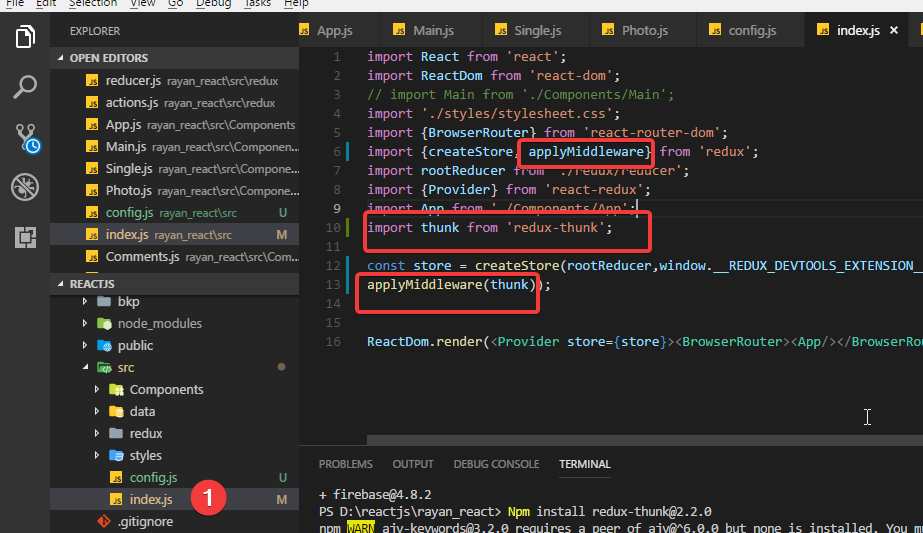 File Edit Selection View Go Debug Tasks Help
EXPLORER
OPEN EDITORS
reducer.js rayan_react\src\redux
actions.js rayan_react\src\redux
App.js rayan_react\src\Components
Main.js rayan_react\src\Componen...
Single.js rayan_react\src\Compone...
Photo.js rayan_react\src\Compone...
config.js rayan_react\src U
index.js rayan_react\src M
Comments.js rayan_react\src\Com...
REACTJS
bkp
node_modules
public
src
Components
data
redux
styles
config.js U
index.js 1 M
.gitignore
App.js Main.js Single.js Photo.js config.js index.js ×
1 import React from 'react';
2 import ReactDom from 'react-dom';
3 // import Main from './Components/Main';
4 import './styles/stylesheet.css';
5 import {BrowserRouter} from 'react-router-dom';
6 import {createStore, applyMiddleware} from 'redux';
7 import rootReducer from './redux/reducer';
8 import {Provider} from 'react-redux';
9 import App from './Components/App';
10 import thunk from 'redux-thunk';
11
12 const store = createStore(rootReducer,window.__REDUX_DEVTOOLS_EXTENSION__
13 applyMiddleware(thunk));
14
15
16 ReactDom.render(<Provider store={store}><BrowserRouter><App/></BrowserRou
PROBLEMS OUTPUT DEBUG CONSOLE TERMINAL
+ firebase@4.8.2
PS D:\reactjs\rayan_react> Npm install redux-thunk@2.2.0
npm WARN ajv-keywords@3.2.0 requires a peer of ajv@^6.0.0 but none is installed. You m